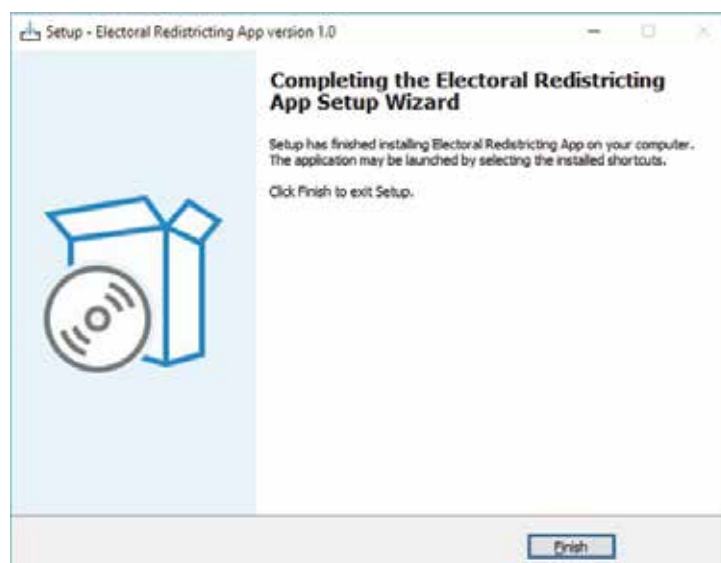 Setup - Electoral Redistricting App version 1.0
Completing the Electoral Redistricting
App Setup Wizard
Setup has finished installing Electoral Redistricting App on your computer.
The application may be launched by selecting the installed shortcuts.
Click Finish to exit Setup.
Finish